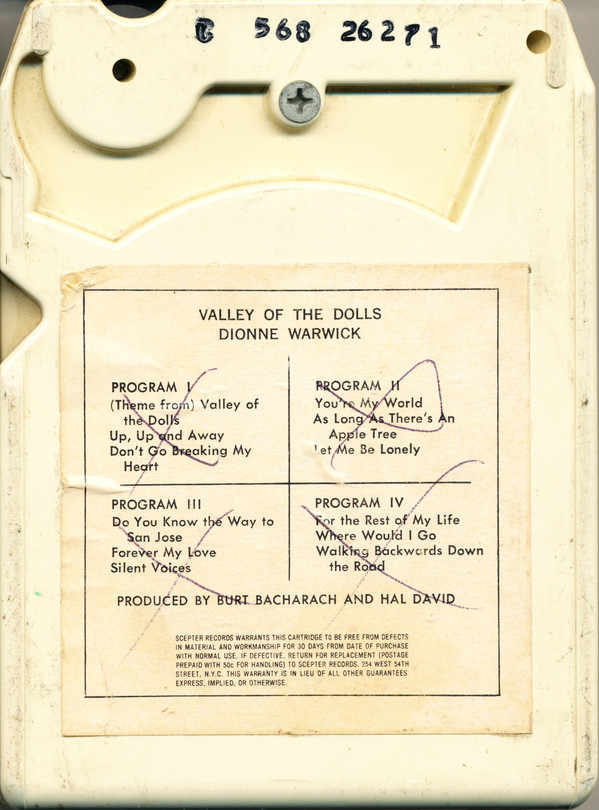 C 568 26271
VALLEY OF THE DOLLS
DIONNE WARWICK
PROGRAM I
(Theme from) Valley of
the Dolls
Up, Up and Away
Don't Go Breaking My
Heart
PROGRAM II
You're My World
As Long As There's An
Apple Tree
Let Me Be Lonely
PROGRAM III
Do You Know the Way to
San Jose
Forever My Love
Silent Voices
PROGRAM IV
For the Rest of My Life
Where Would I Go
Walking Backwards Down
the Road
PRODUCED BY BURT BACHARACH AND HAL DAVID
SCEPTER RECORDS WARRANTS THIS CARTRIDGE TO BE FREE FROM DEFECTS
IN MATERIAL AND WORKMANSHIP FOR 30 DAYS FROM DATE OF PURCHASE
WITH NORMAL USE. IF DEFECTIVE, RETURN FOR REPLACEMENT (POSTAGE
PREPAID WITH 50c FOR HANDLING) TO SCEPTER RECORDS, 254 WEST 54TH
STREET, N.Y.C. THIS WARRANTY IS IN LIEU OF ALL OTHER GUARANTEES
EXPRESS, IMPLIED, OR OTHERWISE.